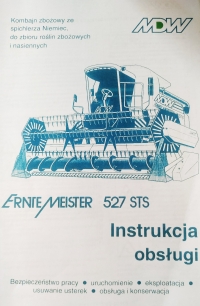 Kombajn zbożowy ze
spichlerza Niemiec
do zbioru roślin zbożowych
i nasiennych
MDW
ERNTEMEISTER 527 STS
Instrukcja
obsługi
Bezpieczeństwo pracy • uruchomienie • eksploatacja •
usuwanie usterek • obsługa i konserwacja